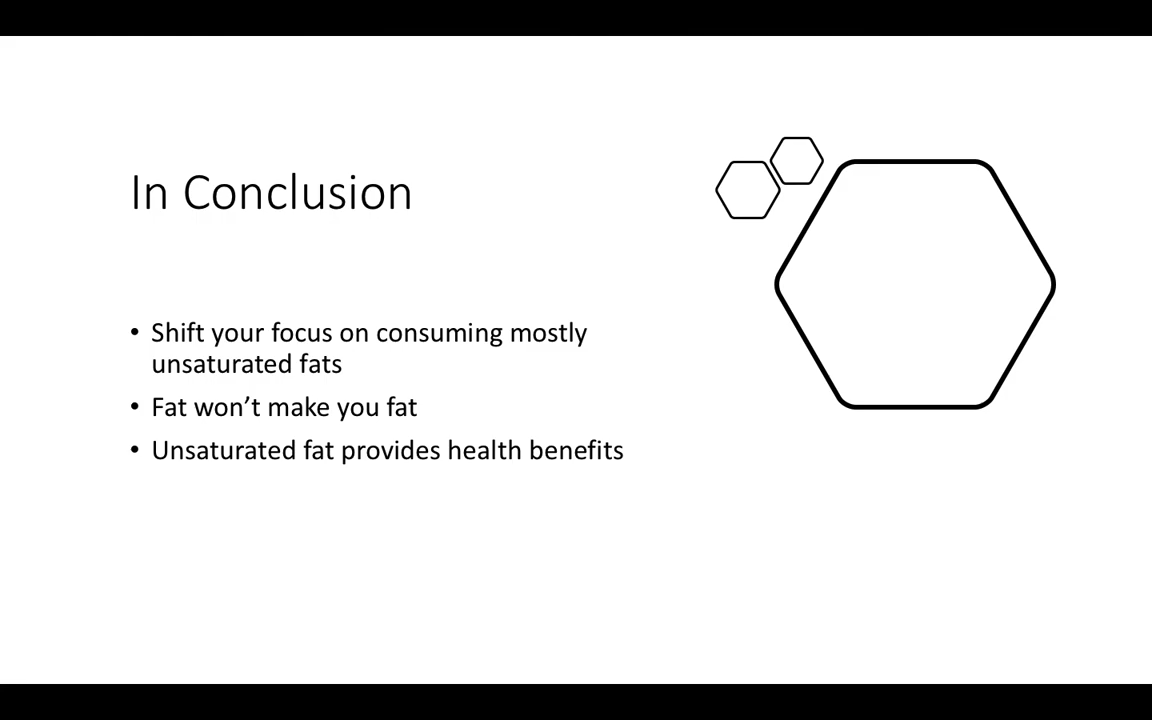 In Conclusion
• Shift your focus on consuming mostly
unsaturated fats
• Fat won’t make you fat
• Unsaturated fat provides health benefits